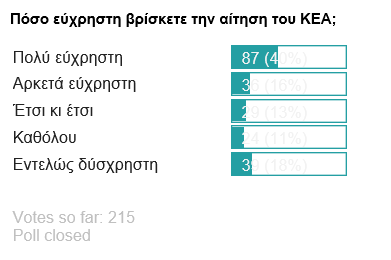 Πόσο εύχρηστη βρίσκετε την αίτηση του ΚΕΑ;
Πολύ εύχρηστη 87 (40%)
Αρκετά εύχρηστη 36 (16%)
Έτσι κι έτσι 29 (13%)
Καθόλου 24 (11%)
Εντελώς δύσχρηστη 39 (18%)
Votes so far: 215
Poll closed